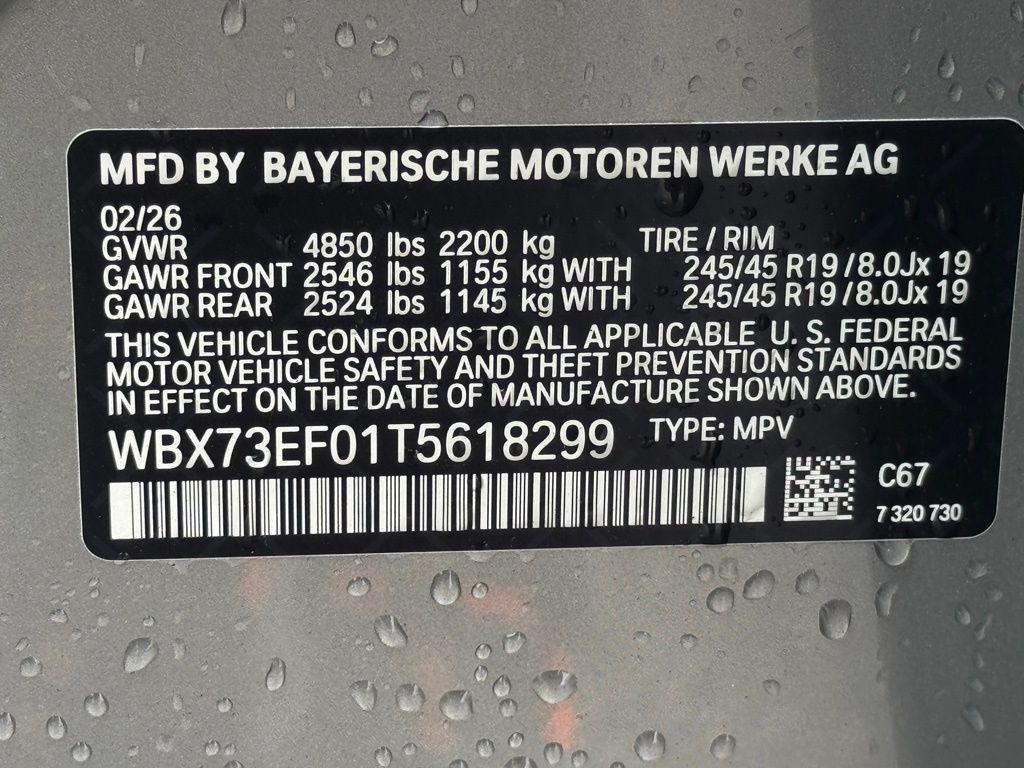 MFD BY BAYERISCHE MOTOREN WERKE AG
02/26
GVWR 4850 lbs 2200 kg TIRE / RIM
GAWR FRONT 2546 lbs 1155 kg WITH 245/45 R19 / 8.0Jx 19
GAWR REAR 2524 lbs 1145 kg WITH 245/45 R19 / 8.0Jx 19
THIS VEHICLE CONFORMS TO ALL APPLICABLE U. S. FEDERAL
MOTOR VEHICLE SAFETY AND THEFT PREVENTION STANDARDS
IN EFFECT ON THE DATE OF MANUFACTURE SHOWN ABOVE.
WBX73EF01T5618299 TYPE: MPV
C67
7 320 730